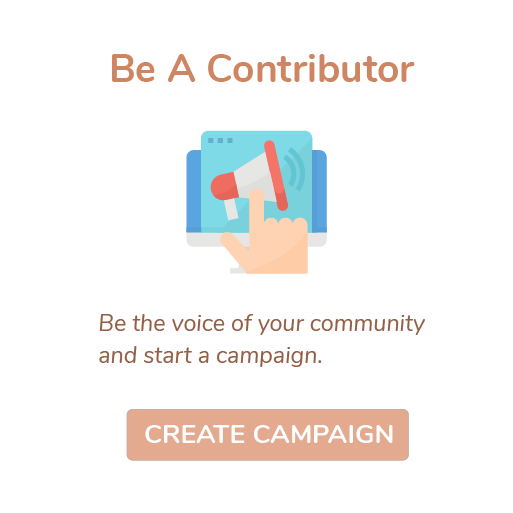 Be A Contributor
Be the voice of your community
and start a campaign.
CREATE CAMPAIGN